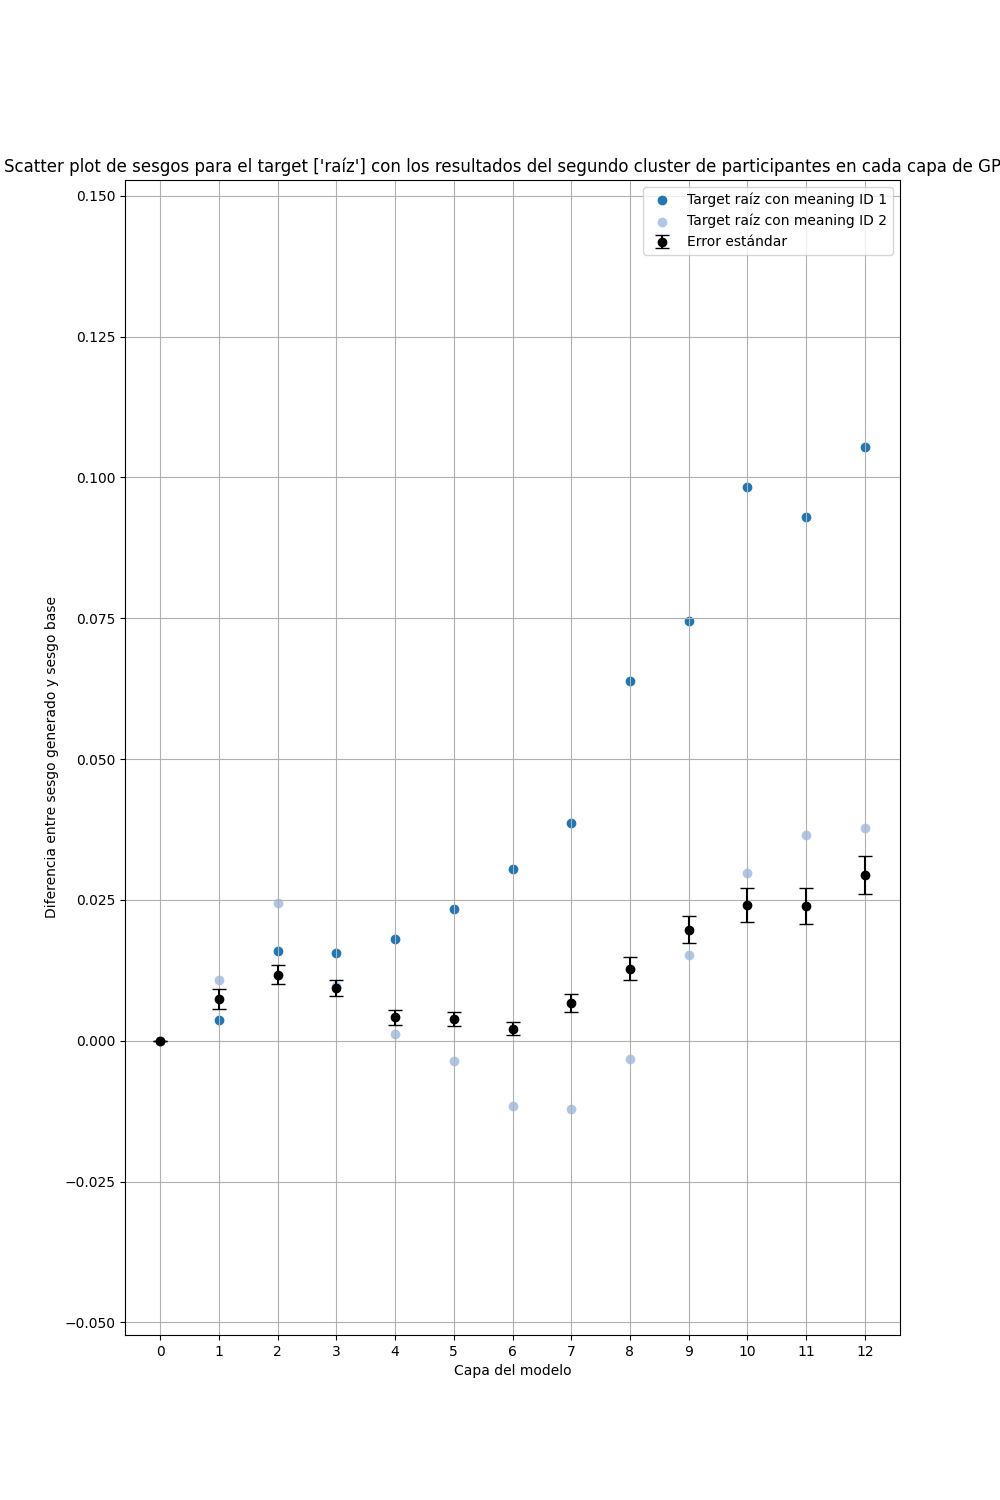 Scatter plot de sesgos para el target ['raíz'] con los resultados del segundo cluster de participantes en cada capa de GP
Target raíz con meaning ID 1
Target raíz con meaning ID 2
Error estándar
0.150
0.125
0.100
0.075
0.050
0.025
0.000
−0.025
−0.050
Diferencia entre sesgo generado y sesgo base
0 1 2 3 4 5 6 7 8 9 10 11 12
Capa del modelo